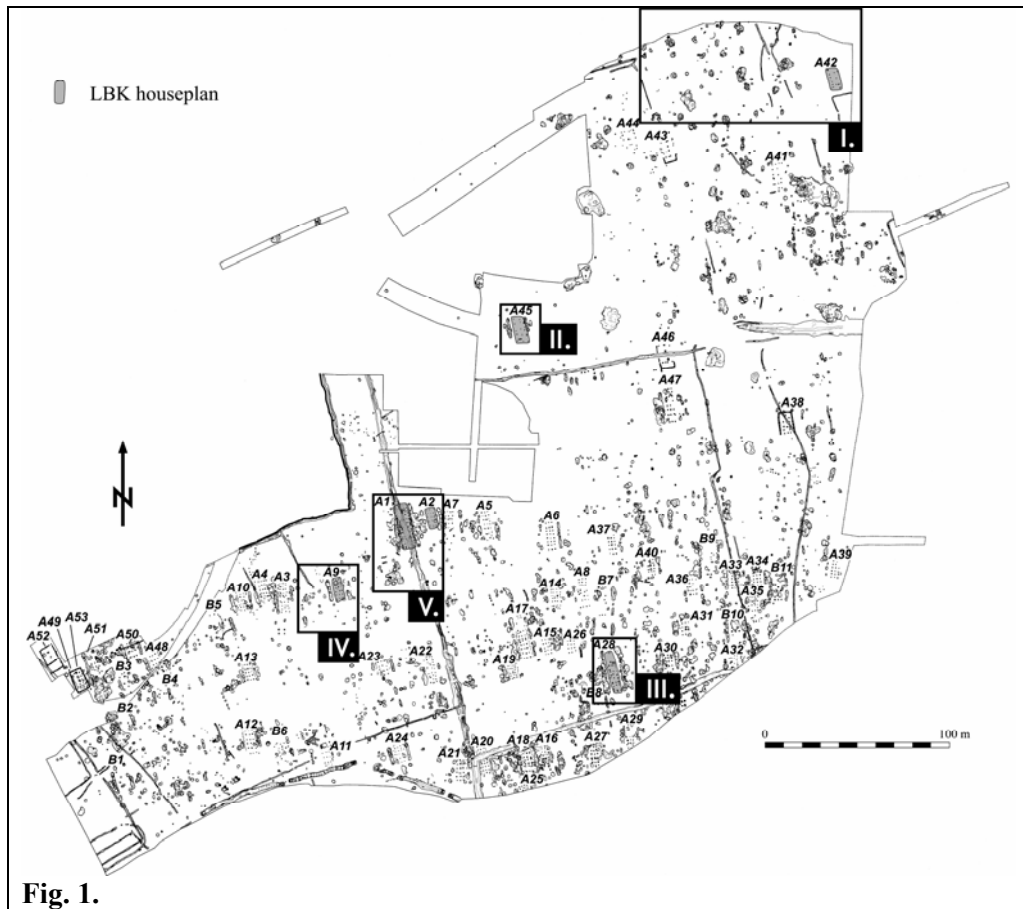 LBK houseplan
A42
A44
A43
I.
A41
A45
II.
A46
A47
A38
N
A1
A2
A7
A5
A6
A37
A40
B9
A33
A34
B11
A39
A9
A4
A3
A10
B5
V.
IV.
A14
A8
B7
A36
A35
A17
A31
B10
A53
A49
A52
A51
A50
A48
B3
B4
A13
A23
A22
A19
A15
A26
A28
A30
A32
III.
B8
B2
A12
B6
A11
A24
A21
A20
A18
A16
A27
A29
A25
B1
0
100 m
Fig. 1.